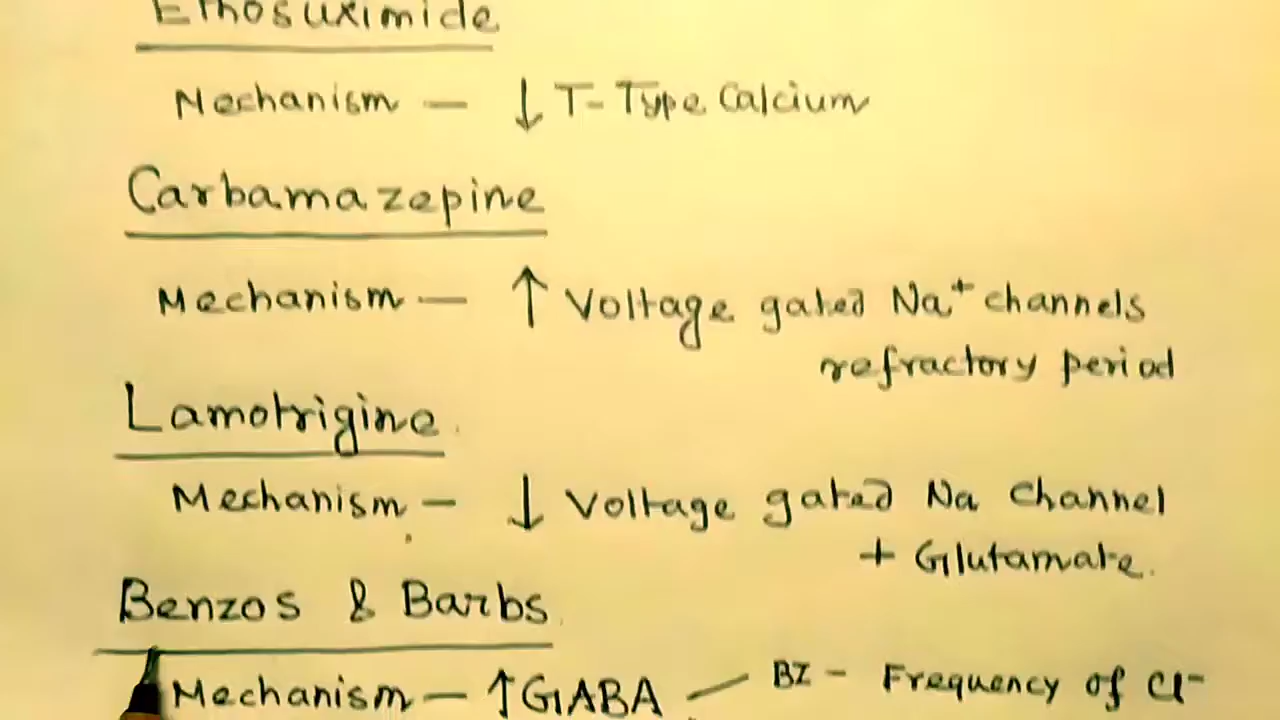 Ethosuximide
Mechanism — ↓ T-Type Calcium
Carbamazepine
Mechanism — ↑ Voltage gated Na⁺ channels
refractory period
Lamotrigine
Mechanism — ↓ Voltage gated Na Channel
+ Glutamate.
Benzos & Barbs
Mechanism — ↑ GABA — BZ - Frequency of Cl⁻